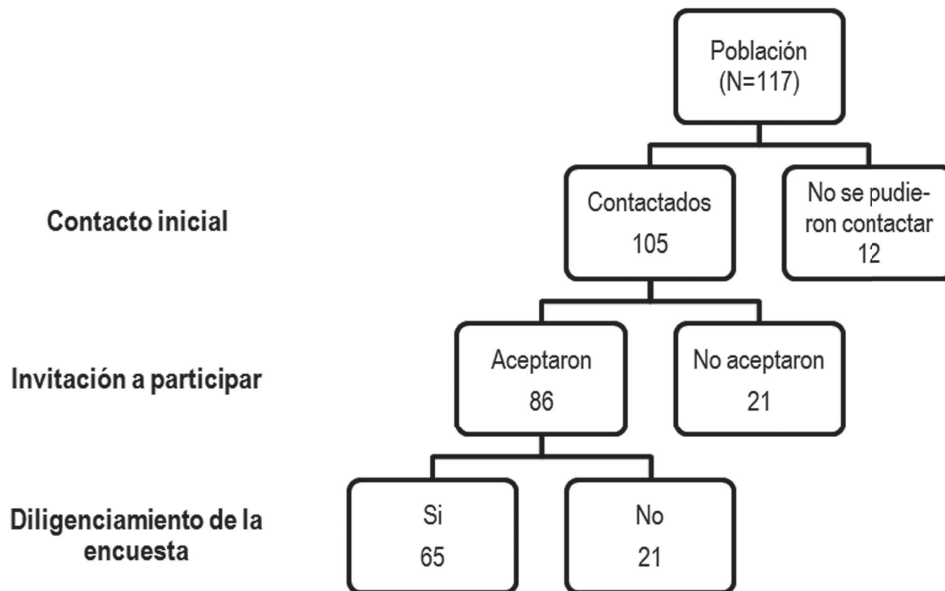 Población
(N=117)
Contacto inicial
Contactados
105
No se pudie-
ron contactar
12
Invitación a participar
Aceptaron
86
No aceptaron
21
Diligenciamiento de la
encuesta
Si
65
No
21